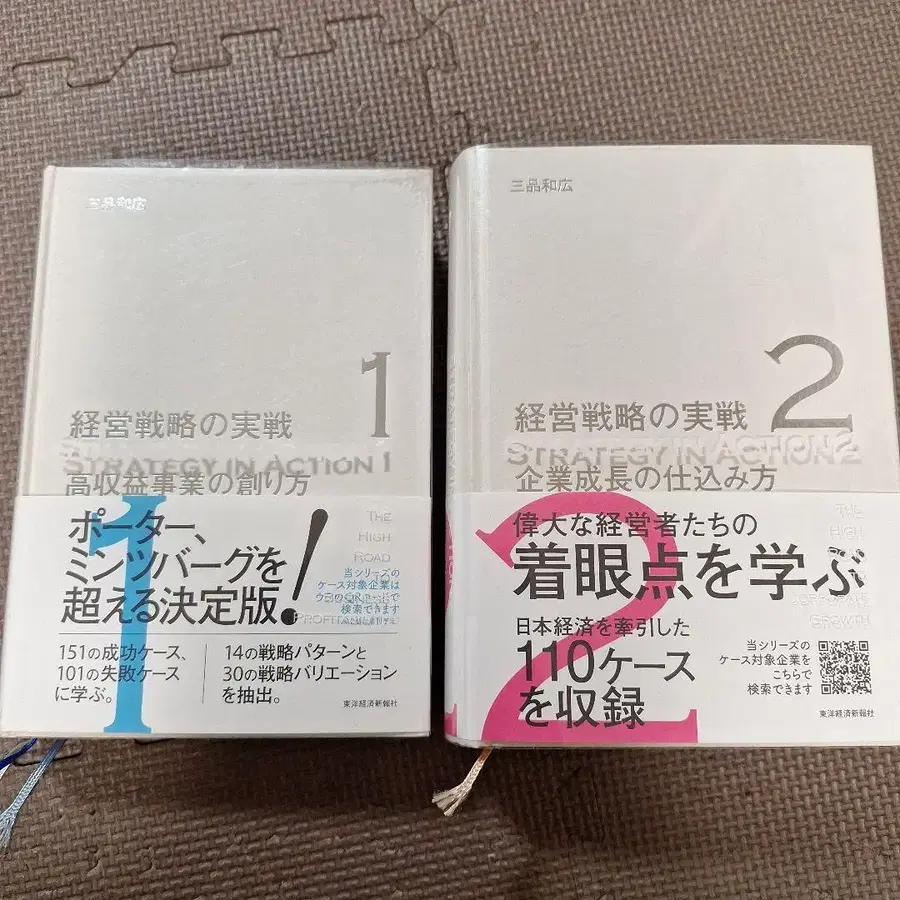 三品和広
1
経営戦略の実戦
STRATEGY IN ACTION 1
高収益事業の創り方
THE
HIGH
ROAD
ポーター、
ミンツバーグを
超える決定版!
当シリーズの
ケース対象企業は
検索できます
151の成功ケース、
101の失敗ケース
に学ぶ。
14の戦略パターンと
30の戦略バリエーション
を抽出。
東洋経済新報社
1
三品和広
2
経営戦略の実戦
STRATEGY IN ACTION 2
企業成長の仕込み方
THE
HIGH
CORPORATE
GROWTH
偉大な経営者たちの
着眼点を学ぶ
日本経済を牽引した
110ケース
を収録
当シリーズの
ケース対象企業を
こちらで
検索できます
東洋経済新報社
2